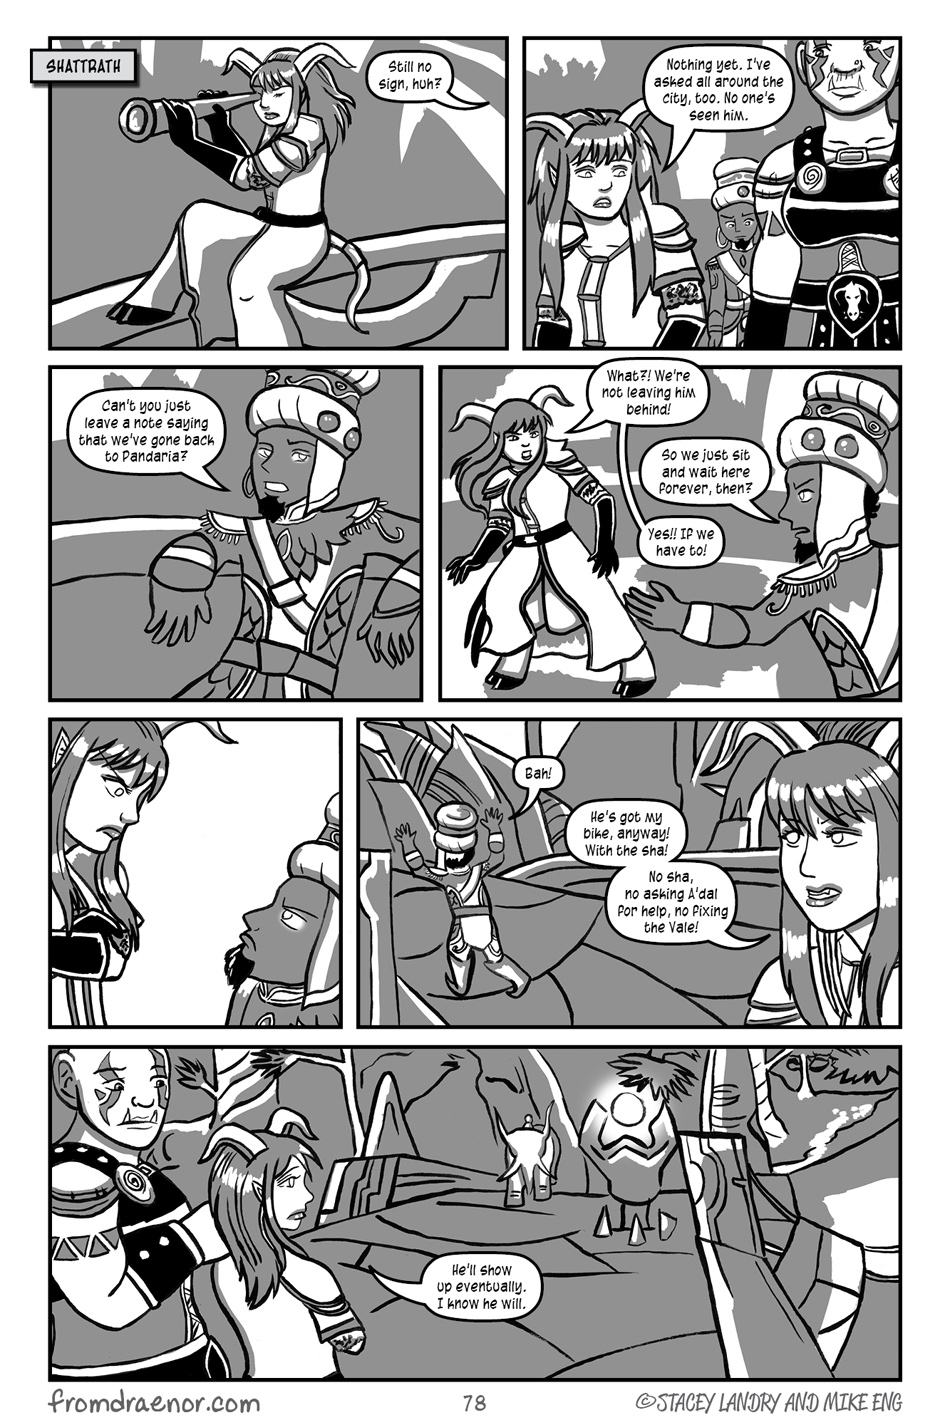 SHATTRATH
Still no
sign, huh?
Nothing yet. I've
asked all around the
city, too. No one's
seen him.
Can't you just
leave a note saying
that we've gone back
to Pandaria?
What?! We're
not leaving him
behind!
So we just sit
and wait here
forever, then?
Yes!! If we
have to!
Bah!
He's got my
bike, anyway!
With the sha!
No sha,
no asking A'dal
for help, no fixing
the Vale!
He'll show
up eventually.
I know he will.
fromdraenor.com
78
©STACEY LANDRY AND MIKE ENG